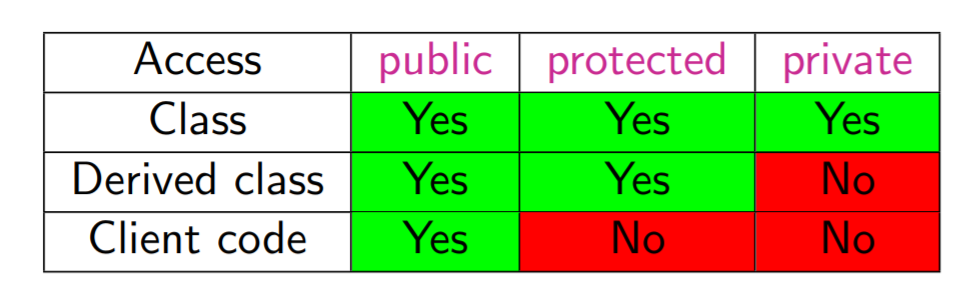 Access public protected private
Class Yes Yes Yes
Derived class Yes Yes No
Client code Yes No No